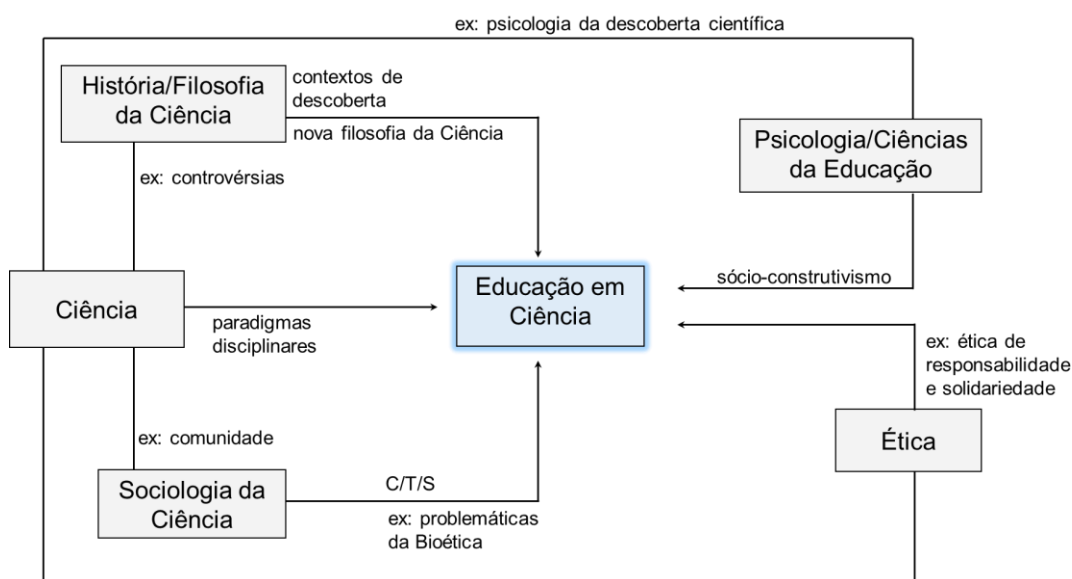 ex: psicologia da descoberta científica
História/Filosofia
da Ciência
contextos de
descoberta
nova filosofia da Ciência
Psicologia/Ciências
da Educação
ex: controvérsias
Ciência
paradigmas
disciplinares
Educação em
Ciência
sócio-construtivismo
ex: ética de
responsabilidade
e solidariedade
Ética
ex: comunidade
Sociologia da
Ciência
C/T/S
ex: problemáticas
da Bioética